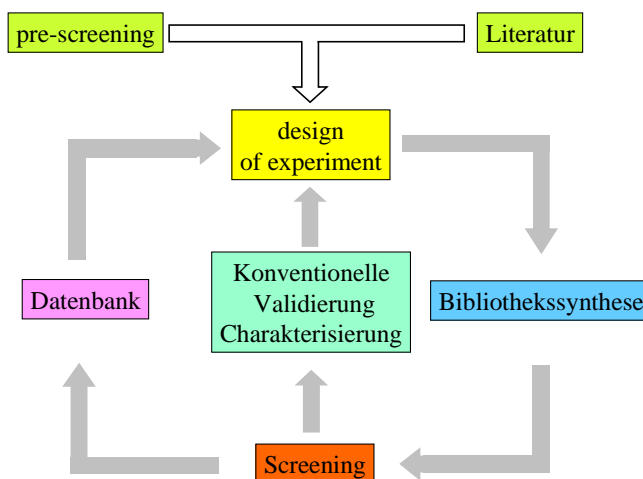 pre-screening
Literatur
design
of experiment
Datenbank
Konventionelle
Validierung
Charakterisierung
Bibliothekssynthese
Screening